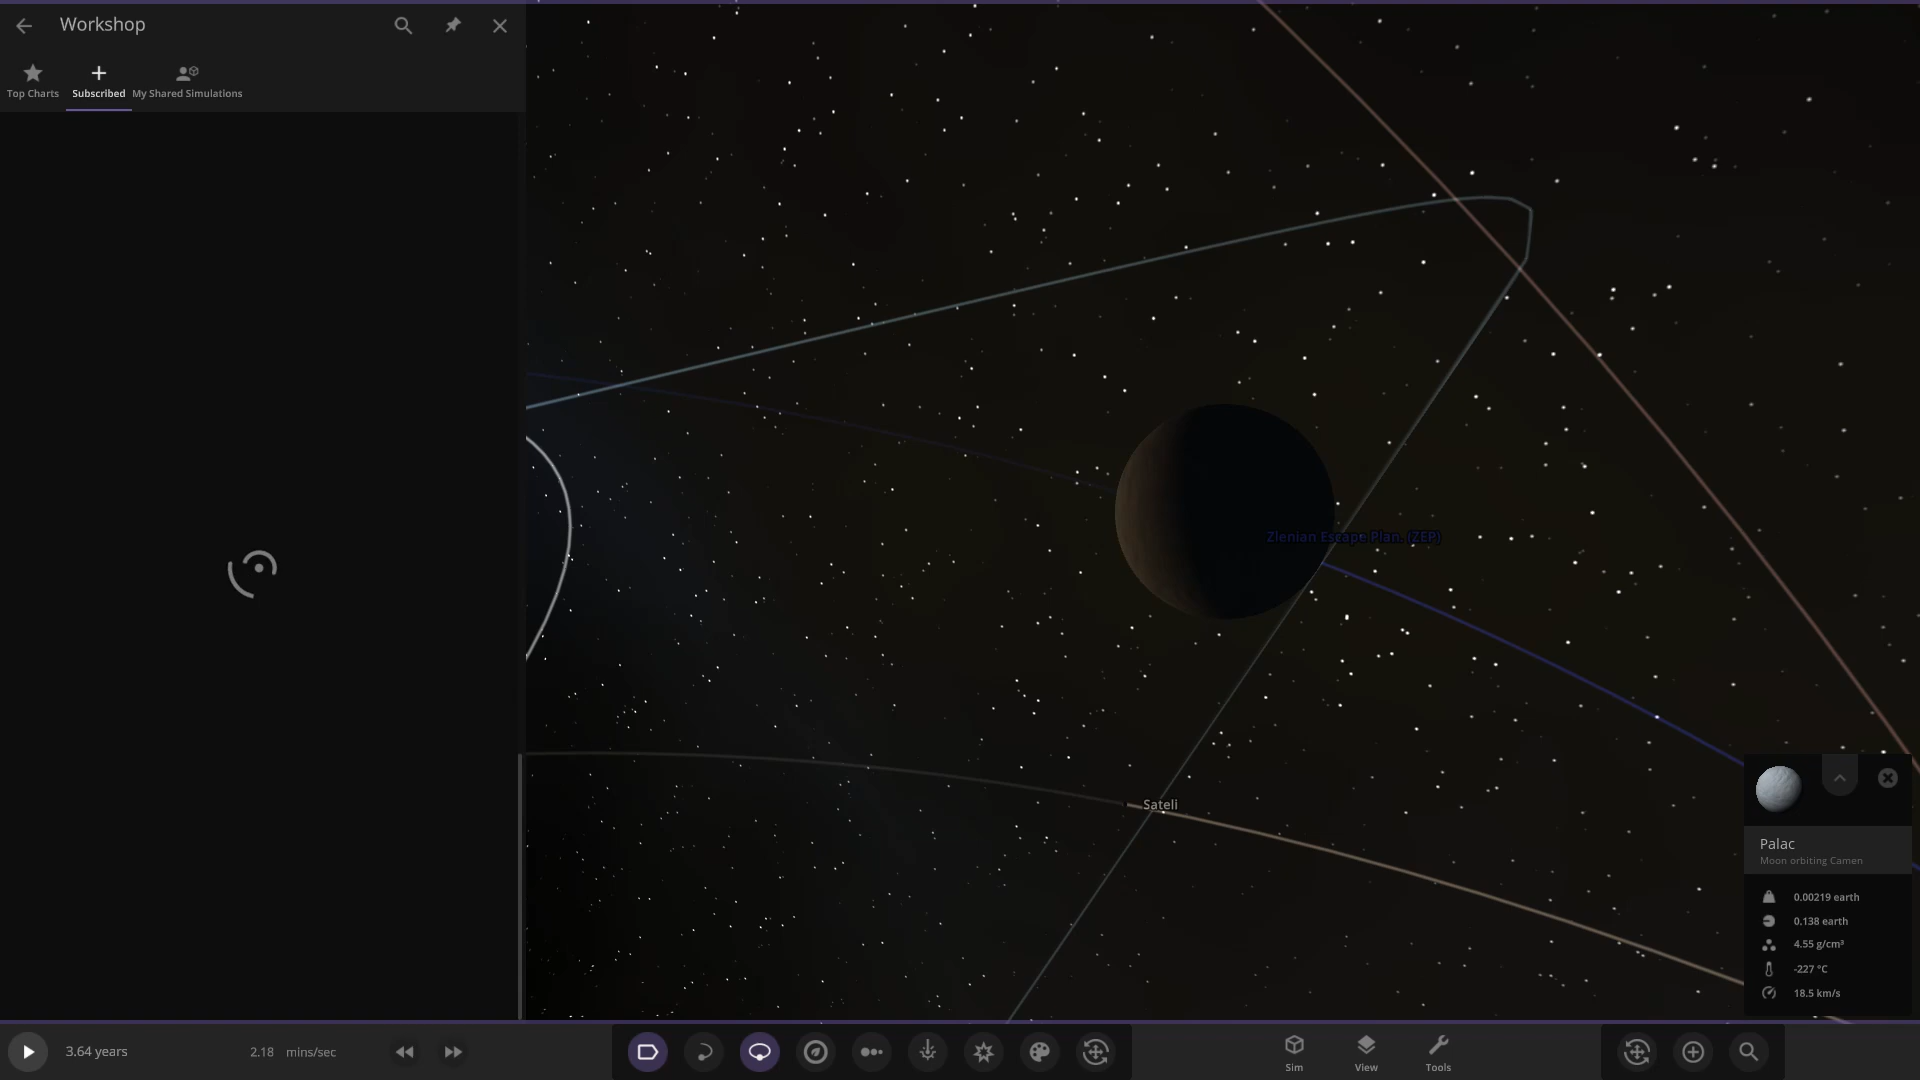 Workshop
Top Charts
Subscribed
My Shared Simulations
Zlenian Escape Plan. (ZEP)
Sateli
Palac
Moon orbiting Camen
0.00219 earth
0.138 earth
4.55 g/cm³
-227 °C
18.5 km/s
3.64 years
2.18 mins/sec
Sim
View
Tools